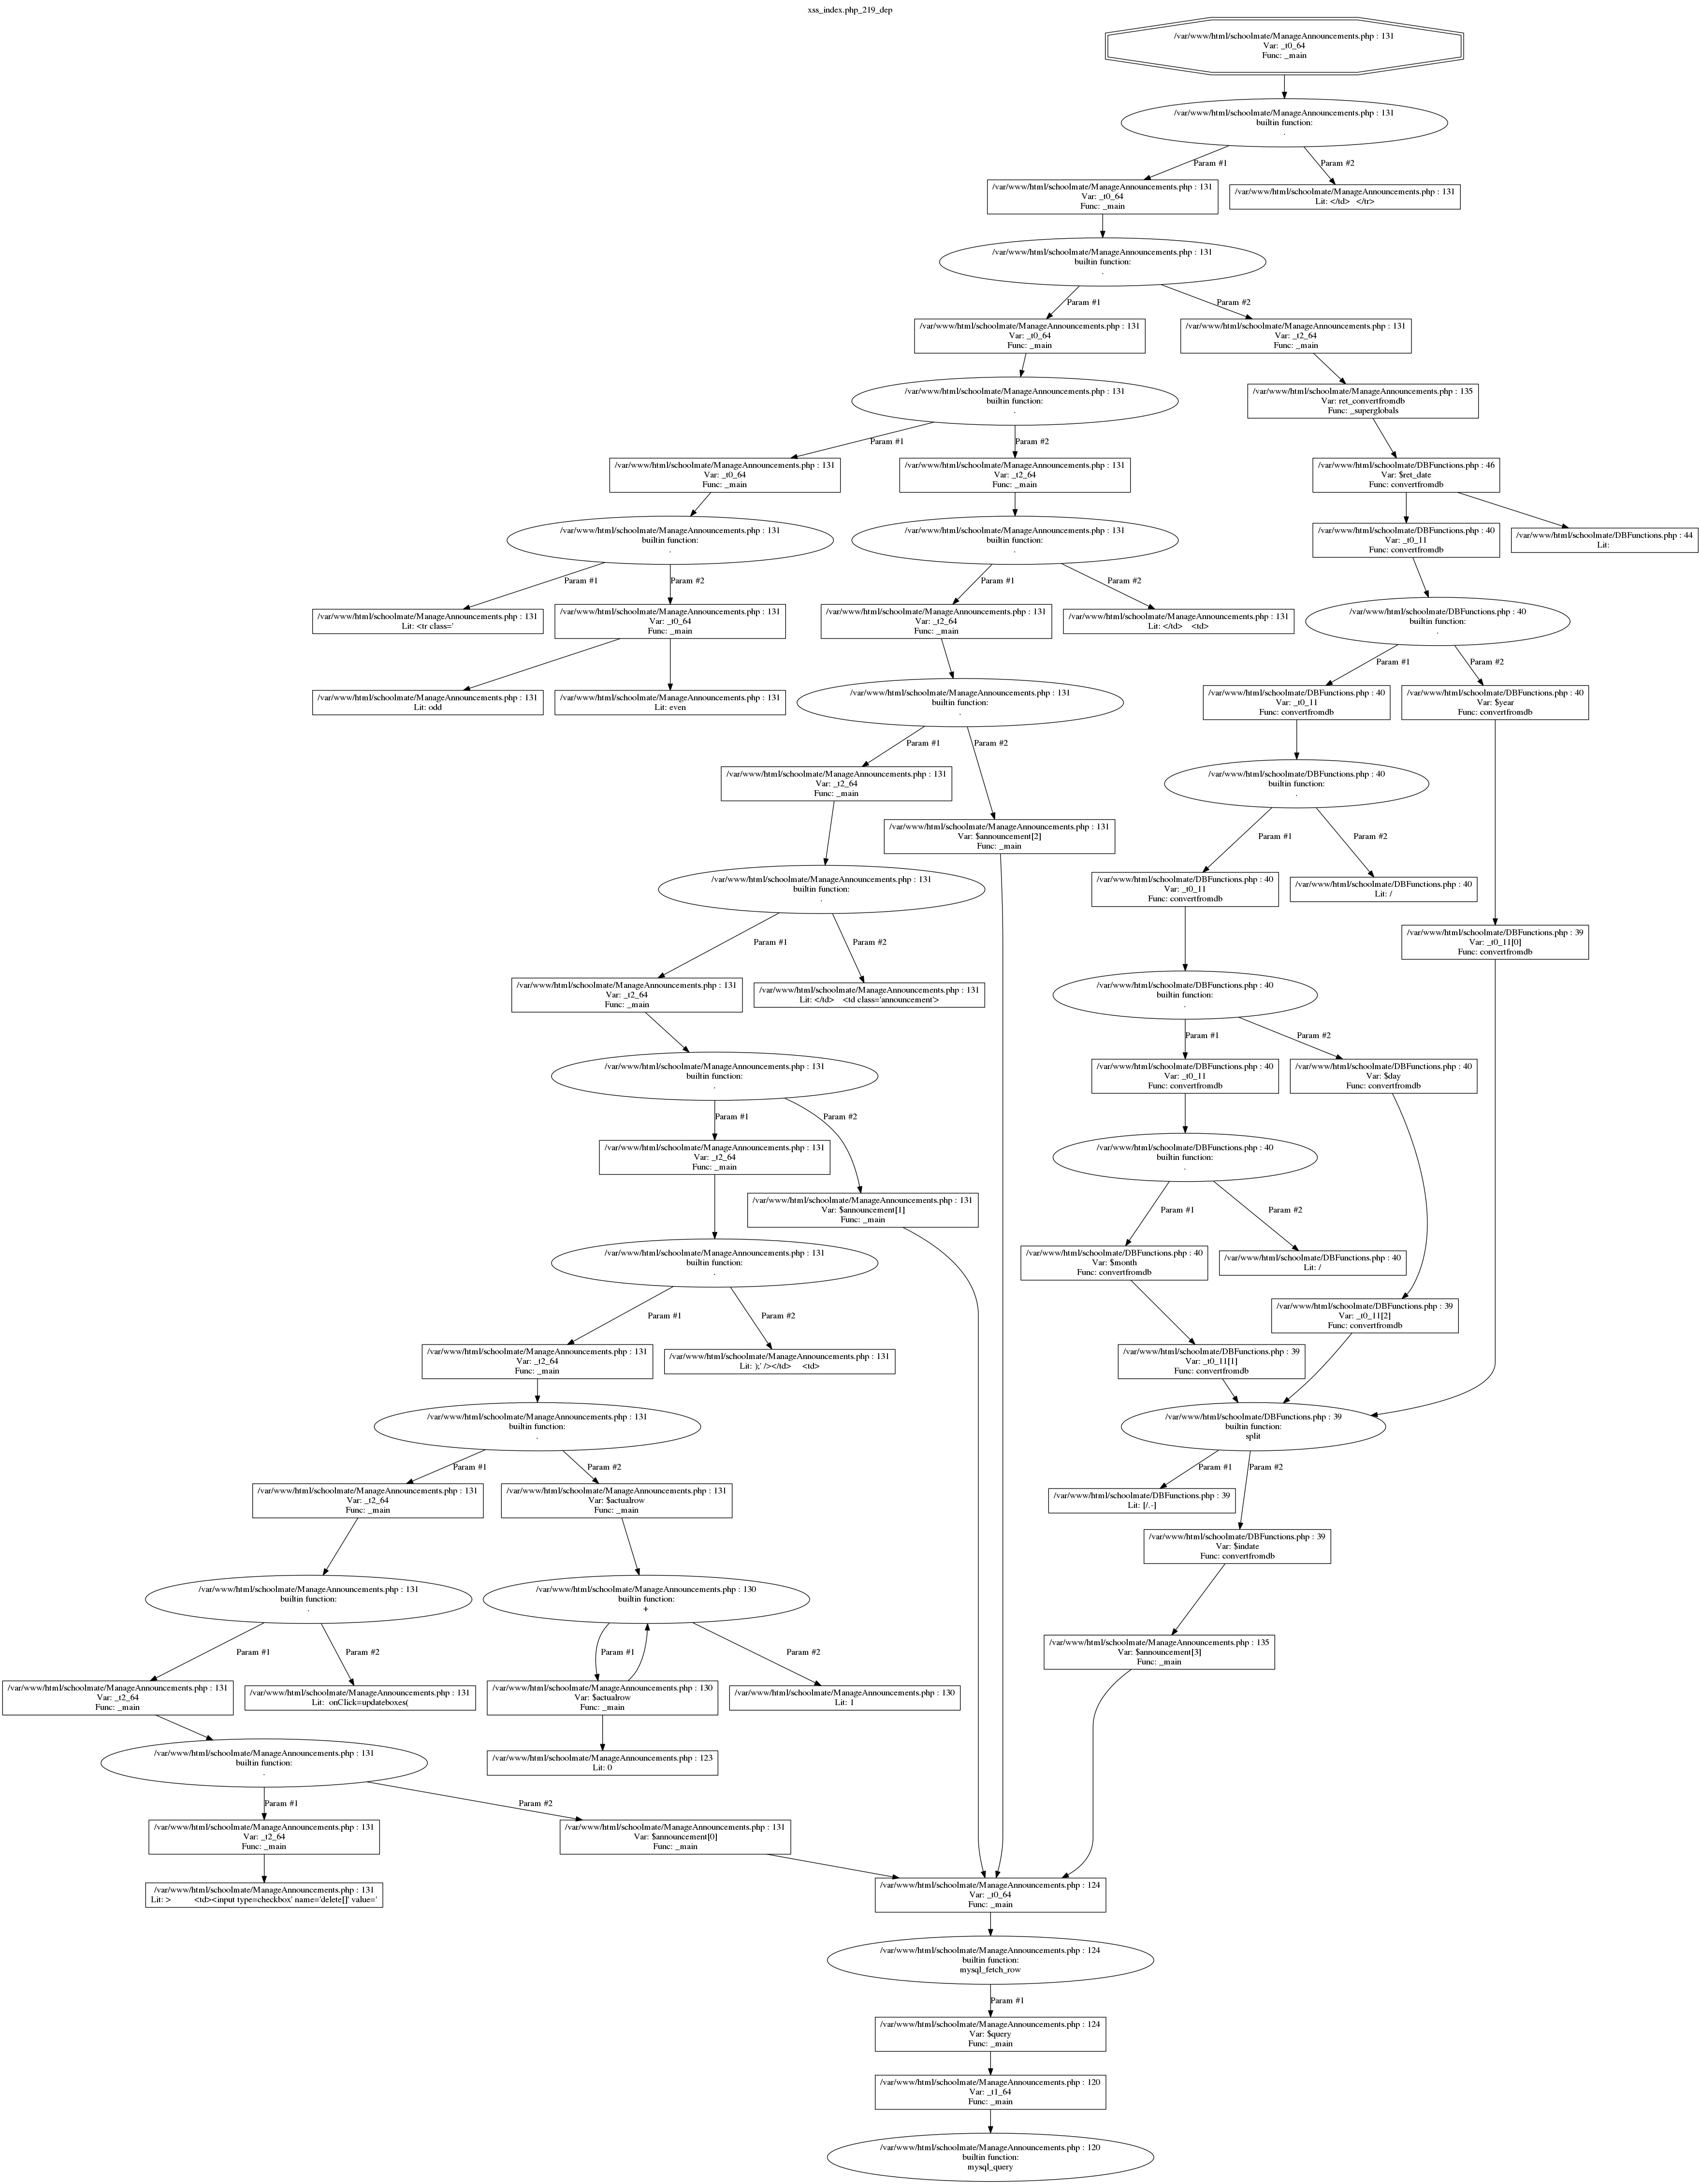 xss_index.php_219_dep
/var/www/html/schoolmate/ManageAnnouncements.php : 131
Var: _t0_64
Func: _main
/var/www/html/schoolmate/ManageAnnouncements.php : 131
builtin function:
.
Param #1
Param #2
/var/www/html/schoolmate/ManageAnnouncements.php : 131
Var: _t0_64
Func: _main
/var/www/html/schoolmate/ManageAnnouncements.php : 131
Lit: </td>   </tr>
/var/www/html/schoolmate/ManageAnnouncements.php : 131
builtin function:
.
Param #1
Param #2
/var/www/html/schoolmate/ManageAnnouncements.php : 131
Var: _t0_64
Func: _main
/var/www/html/schoolmate/ManageAnnouncements.php : 131
Var: _t2_64
Func: _main
/var/www/html/schoolmate/ManageAnnouncements.php : 131
builtin function:
.
/var/www/html/schoolmate/ManageAnnouncements.php : 135
Var: ret_convertfromdb
Func: _superglobals
Param #1
Param #2
/var/www/html/schoolmate/ManageAnnouncements.php : 131
Var: _t0_64
Func: _main
/var/www/html/schoolmate/ManageAnnouncements.php : 131
Var: _t2_64
Func: _main
/var/www/html/schoolmate/DBFunctions.php : 46
Var: $ret_date
Func: convertfromdb
/var/www/html/schoolmate/ManageAnnouncements.php : 131
builtin function:
.
/var/www/html/schoolmate/ManageAnnouncements.php : 131
builtin function:
.
/var/www/html/schoolmate/DBFunctions.php : 40
Var: _t0_11
Func: convertfromdb
/var/www/html/schoolmate/DBFunctions.php : 44
Lit:
Param #1
Param #2
Param #1
Param #2
/var/www/html/schoolmate/ManageAnnouncements.php : 131
Lit: <tr class='
/var/www/html/schoolmate/ManageAnnouncements.php : 131
Var: _t0_64
Func: _main
/var/www/html/schoolmate/ManageAnnouncements.php : 131
Var: _t2_64
Func: _main
/var/www/html/schoolmate/ManageAnnouncements.php : 131
Lit: </td>    <td>
/var/www/html/schoolmate/DBFunctions.php : 40
builtin function:
.
Param #1
Param #2
/var/www/html/schoolmate/ManageAnnouncements.php : 131
Lit: odd
/var/www/html/schoolmate/ManageAnnouncements.php : 131
Lit: even
/var/www/html/schoolmate/ManageAnnouncements.php : 131
builtin function:
.
/var/www/html/schoolmate/DBFunctions.php : 40
Var: _t0_11
Func: convertfromdb
/var/www/html/schoolmate/DBFunctions.php : 40
Var: $year
Func: convertfromdb
Param #1
Param #2
/var/www/html/schoolmate/ManageAnnouncements.php : 131
Var: _t2_64
Func: _main
/var/www/html/schoolmate/DBFunctions.php : 40
builtin function:
.
/var/www/html/schoolmate/ManageAnnouncements.php : 131
Var: $announcement[2]
Func: _main
Param #1
Param #2
/var/www/html/schoolmate/ManageAnnouncements.php : 131
builtin function:
.
/var/www/html/schoolmate/DBFunctions.php : 40
Var: _t0_11
Func: convertfromdb
/var/www/html/schoolmate/DBFunctions.php : 40
Lit: /
Param #1
Param #2
/var/www/html/schoolmate/DBFunctions.php : 39
Var: _t0_11[0]
Func: convertfromdb
/var/www/html/schoolmate/ManageAnnouncements.php : 131
Var: _t2_64
Func: _main
/var/www/html/schoolmate/ManageAnnouncements.php : 131
Lit: </td>    <td class='announcement'>
/var/www/html/schoolmate/DBFunctions.php : 40
builtin function:
.
Param #1
Param #2
/var/www/html/schoolmate/ManageAnnouncements.php : 131
builtin function:
.
/var/www/html/schoolmate/DBFunctions.php : 40
Var: _t0_11
Func: convertfromdb
/var/www/html/schoolmate/DBFunctions.php : 40
Var: $day
Func: convertfromdb
Param #1
Param #2
/var/www/html/schoolmate/ManageAnnouncements.php : 131
Var: _t2_64
Func: _main
/var/www/html/schoolmate/DBFunctions.php : 40
builtin function:
.
/var/www/html/schoolmate/ManageAnnouncements.php : 131
Var: $announcement[1]
Func: _main
Param #1
Param #2
/var/www/html/schoolmate/ManageAnnouncements.php : 131
builtin function:
.
/var/www/html/schoolmate/DBFunctions.php : 40
Var: $month
Func: convertfromdb
/var/www/html/schoolmate/DBFunctions.php : 40
Lit: /
Param #1
Param #2
/var/www/html/schoolmate/DBFunctions.php : 39
Var: _t0_11[2]
Func: convertfromdb
/var/www/html/schoolmate/ManageAnnouncements.php : 131
Var: _t2_64
Func: _main
/var/www/html/schoolmate/ManageAnnouncements.php : 131
Lit: );' /></td>     <td>
/var/www/html/schoolmate/DBFunctions.php : 39
Var: _t0_11[1]
Func: convertfromdb
/var/www/html/schoolmate/ManageAnnouncements.php : 131
builtin function:
.
/var/www/html/schoolmate/DBFunctions.php : 39
builtin function:
split
Param #1
Param #2
Param #1
Param #2
/var/www/html/schoolmate/ManageAnnouncements.php : 131
Var: _t2_64
Func: _main
/var/www/html/schoolmate/ManageAnnouncements.php : 131
Var: $actualrow
Func: _main
/var/www/html/schoolmate/DBFunctions.php : 39
Lit: [/.-]
/var/www/html/schoolmate/DBFunctions.php : 39
Var: $indate
Func: convertfromdb
/var/www/html/schoolmate/ManageAnnouncements.php : 131
builtin function:
.
/var/www/html/schoolmate/ManageAnnouncements.php : 130
builtin function:
+
Param #1
Param #2
Param #1
Param #2
/var/www/html/schoolmate/ManageAnnouncements.php : 135
Var: $announcement[3]
Func: _main
/var/www/html/schoolmate/ManageAnnouncements.php : 131
Var: _t2_64
Func: _main
/var/www/html/schoolmate/ManageAnnouncements.php : 131
Lit:  onClick=updateboxes(
/var/www/html/schoolmate/ManageAnnouncements.php : 130
Var: $actualrow
Func: _main
/var/www/html/schoolmate/ManageAnnouncements.php : 130
Lit: 1
/var/www/html/schoolmate/ManageAnnouncements.php : 131
builtin function:
.
/var/www/html/schoolmate/ManageAnnouncements.php : 123
Lit: 0
Param #1
Param #2
/var/www/html/schoolmate/ManageAnnouncements.php : 131
Var: _t2_64
Func: _main
/var/www/html/schoolmate/ManageAnnouncements.php : 131
Var: $announcement[0]
Func: _main
/var/www/html/schoolmate/ManageAnnouncements.php : 131
Lit: >          <td><input type=checkbox' name='delete[]' value='
/var/www/html/schoolmate/ManageAnnouncements.php : 124
Var: _t0_64
Func: _main
/var/www/html/schoolmate/ManageAnnouncements.php : 124
builtin function:
mysql_fetch_row
Param #1
/var/www/html/schoolmate/ManageAnnouncements.php : 124
Var: $query
Func: _main
/var/www/html/schoolmate/ManageAnnouncements.php : 120
Var: _t1_64
Func: _main
/var/www/html/schoolmate/ManageAnnouncements.php : 120
builtin function:
mysql_query